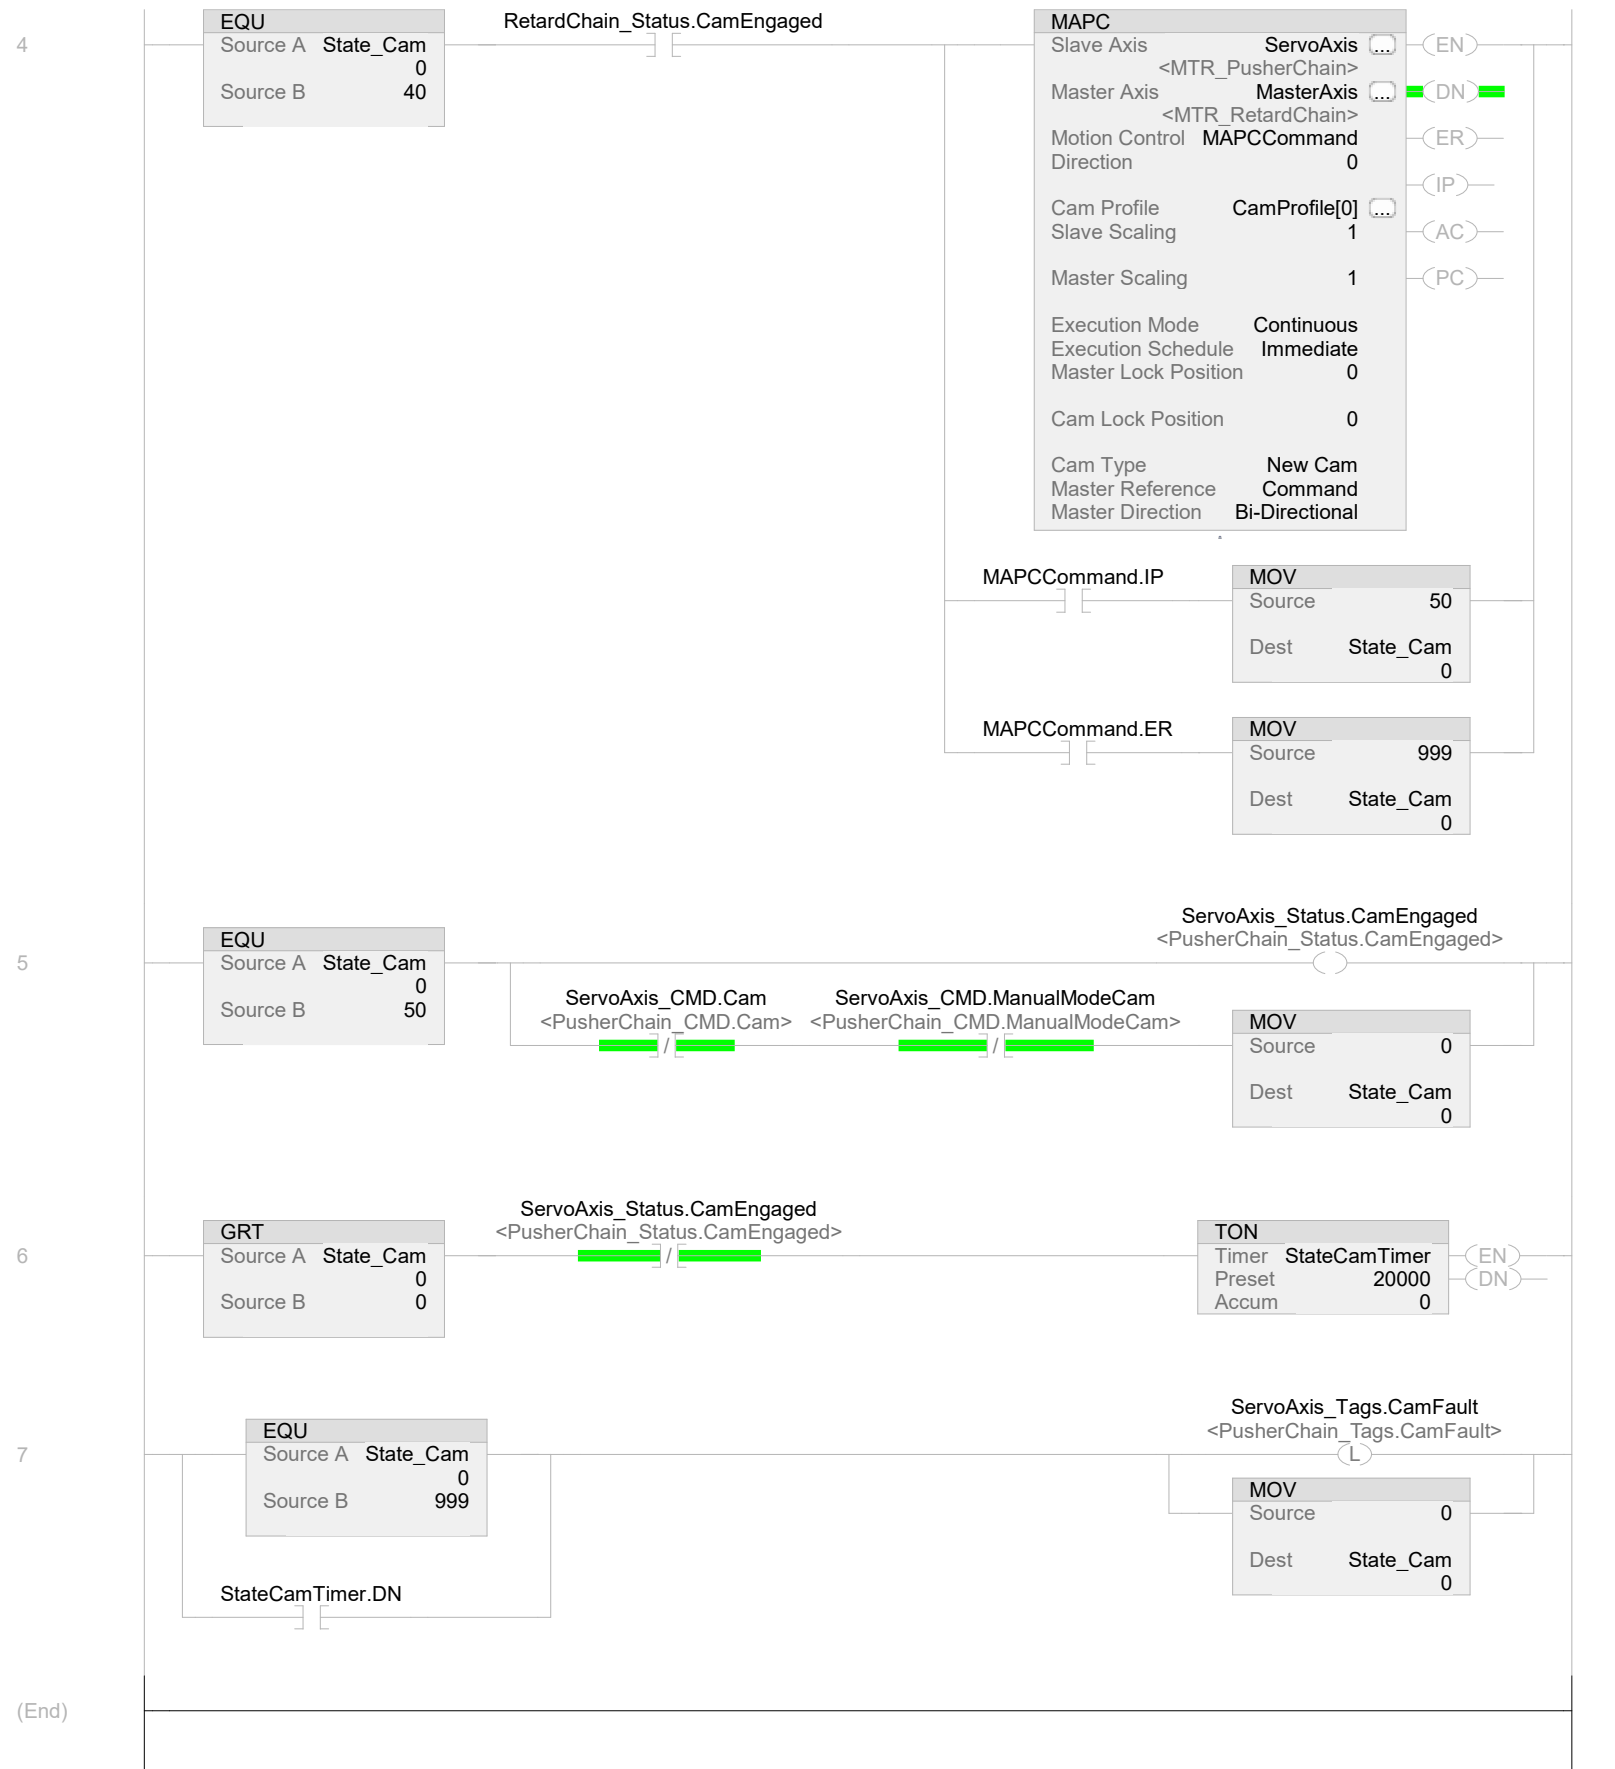 4
EQU
Source A State_Cam
0
Source B 40
RetardChain_Status.CamEngaged
MAPC
Slave Axis ServoAxis ...
<MTR_PusherChain>
Master Axis MasterAxis ...
<MTR_RetardChain>
Motion Control MAPCCommand
Direction 0
Cam Profile CamProfile[0] ...
Slave Scaling 1
Master Scaling 1
Execution Mode Continuous
Execution Schedule Immediate
Master Lock Position 0
Cam Lock Position 0
Cam Type New Cam
Master Reference Command
Master Direction Bi-Directional
EN
DN
ER
IP
AC
PC
MAPCCommand.IP
MOV
Source 50
Dest State_Cam
0
MAPCCommand.ER
MOV
Source 999
Dest State_Cam
0
5
EQU
Source A State_Cam
0
Source B 50
ServoAxis_Status.CamEngaged
<PusherChain_Status.CamEngaged>
ServoAxis_CMD.Cam
<PusherChain_CMD.Cam>
/
ServoAxis_CMD.ManualModeCam
<PusherChain_CMD.ManualModeCam>
/
MOV
Source 0
Dest State_Cam
0
6
GRT
Source A State_Cam
0
Source B 0
ServoAxis_Status.CamEngaged
<PusherChain_Status.CamEngaged>
/
TON
Timer StateCamTimer
Preset 20000
Accum 0
EN
DN
7
EQU
Source A State_Cam
0
Source B 999
StateCamTimer.DN
ServoAxis_Tags.CamFault
<PusherChain_Tags.CamFault>
L
MOV
Source 0
Dest State_Cam
0
(End)